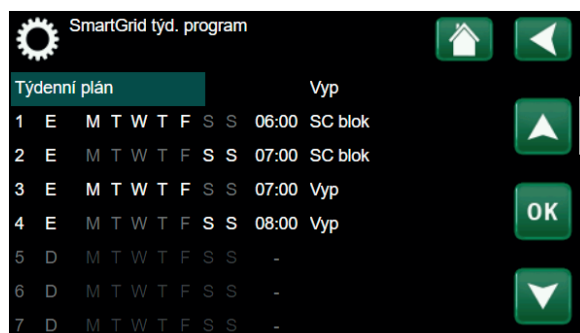 SmartGrid týd. program
Týdenní plán Vyp
1 E M T W T F S S 06:00 SC blok
2 E M T W T F S S 07:00 SC blok
3 E M T W T F S S 07:00 Vyp
4 E M T W T F S S 08:00 Vyp
5 D M T W T F S S -
6 D M T W T F S S -
7 D M T W T F S S -
OK